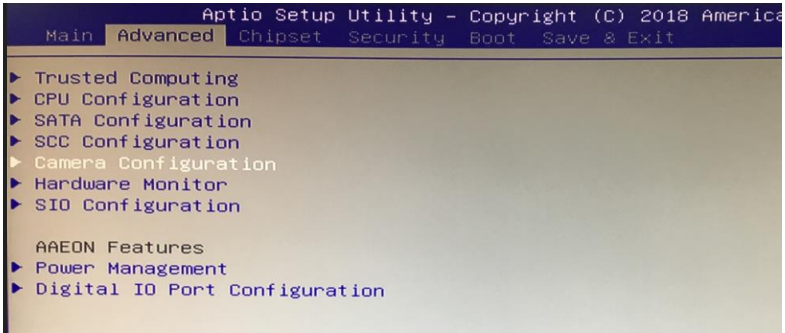 Aptio Setup Utility – Copyright (C) 2018 America
Main Advanced Chipset Security Boot Save & Exit
Trusted Computing
CPU Configuration
SATA Configuration
SCC Configuration
Camera Configuration
Hardware Monitor
SIO Configuration
AAEON Features
Power Management
Digital IO Port Configuration